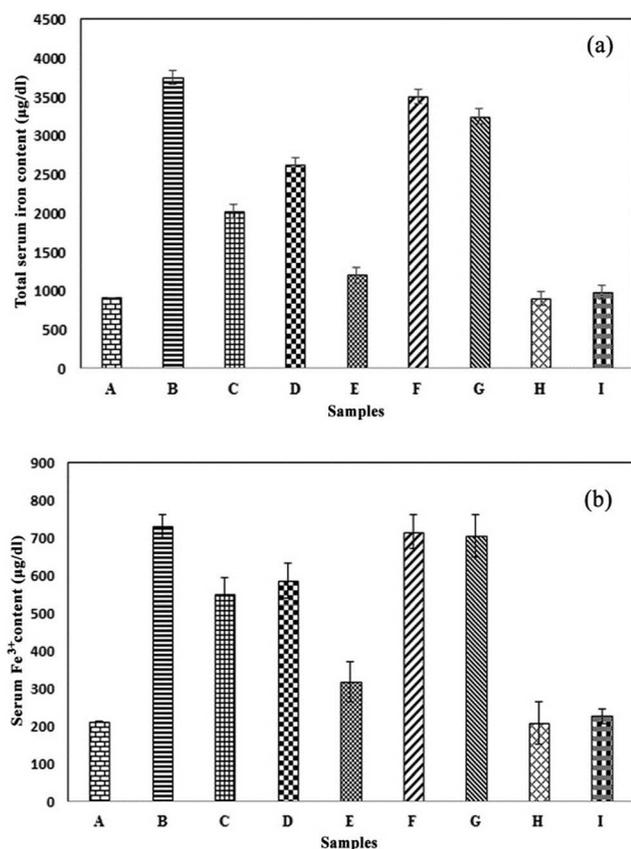 (a)
Total serum iron content (µg/dl)
4500
4000
3500
3000
2500
2000
1500
1000
500
0
A B C D E F G H I
Samples
(b)
Serum Fe³⁺content (µg/dl)
900
800
700
600
500
400
300
200
100
0
A B C D E F G H I
Samples